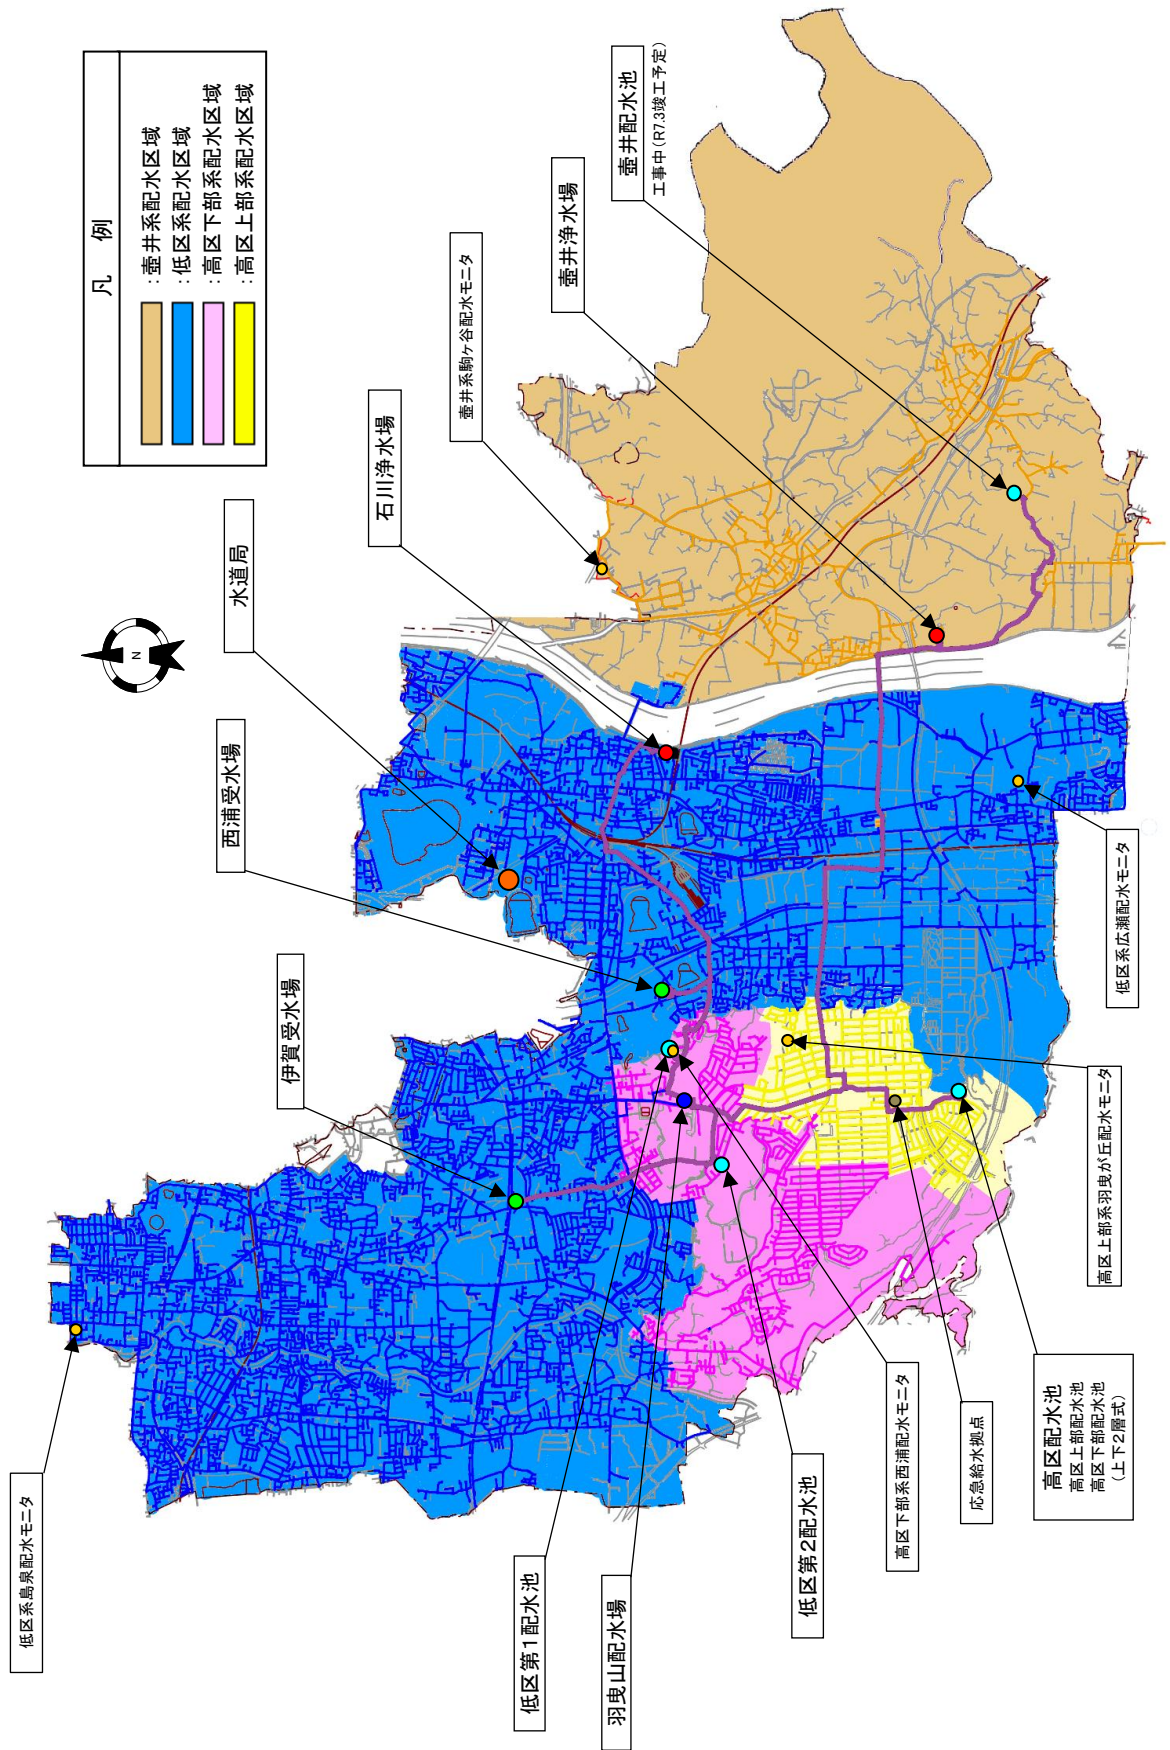 凡 例
：壺井系配水区域
：低区系配水区域
：高区下部系配水区域
：高区上部系配水区域
N
低区系島泉配水モニタ
伊賀受水場
西浦受水場
水道局
石川浄水場
壺井系駒ヶ谷配水モニタ
壺井浄水場
壺井配水池
工事中(R7.3竣工予定)
低区第1配水池
羽曳山配水場
低区第2配水池
高区下部系西浦配水モニタ
応急給水拠点
高区配水池
高区上部配水池
高区下部配水池
(上下2層式)
高区上部系羽曳が丘配水モニタ
低区系広瀬配水モニタ